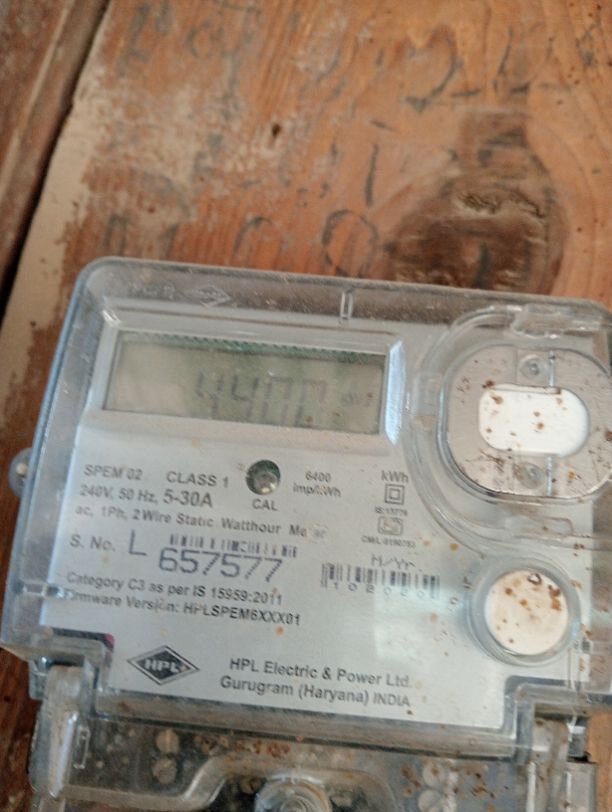 SPEM 02 CLASS 1
6400
imp/kWh
kWh
240V, 50 Hz, 5-30A
CAL
ac, 1Ph, 2Wire Static Watthour
S. No. L 657577
M/Yr.
Category C3 as per IS 15959:2011
Firmware Version: HPLSPEM6XXX01
HPL
HPL Electric & Power Ltd.
Gurugram (Haryana) INDIA